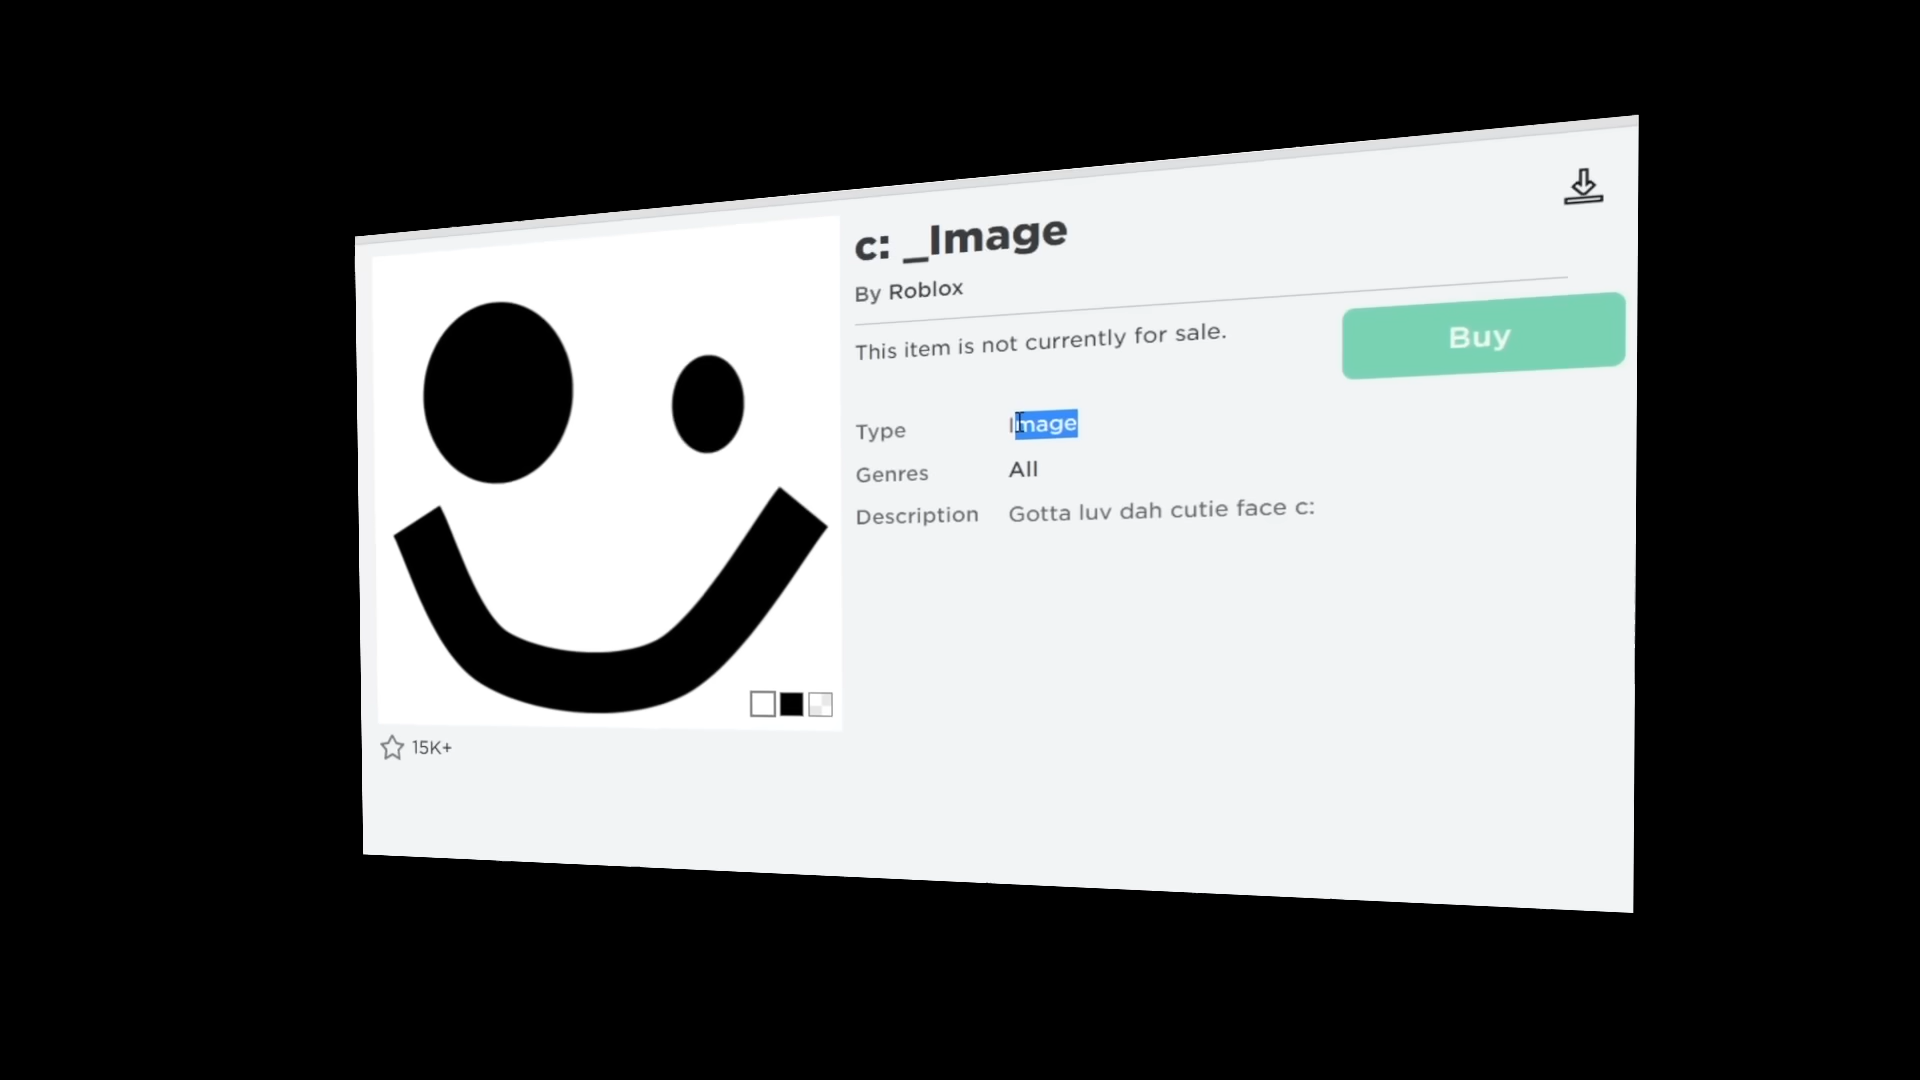 c: _Image
By Roblox
This item is not currently for sale.
Buy
Type Image
Genres All
Description Gotta luv dah cutie face c:
15K+